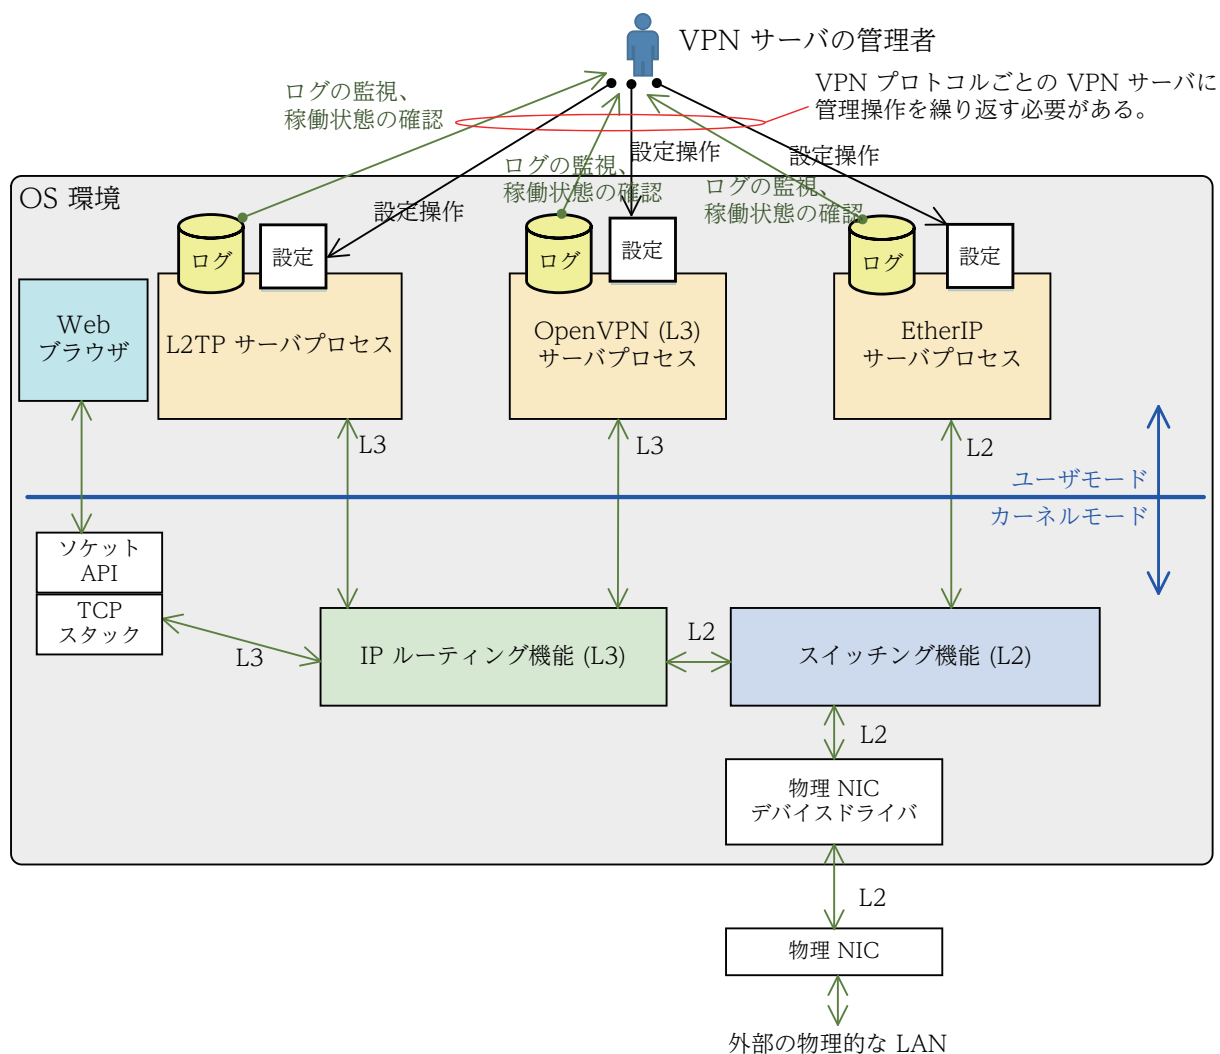 VPN サーバの管理者
VPN プロトコルごとの VPN サーバに
管理操作を繰り返す必要がある。
ログの監視、
稼働状態の確認
設定操作
ログの監視、
稼働状態の確認
設定操作
ログの監視、
稼働状態の確認
設定操作
OS 環境
ログ
設定
ログ
設定
ログ
設定
Web
ブラウザ
L2TP サーバプロセス
OpenVPN (L3)
サーバプロセス
EtherIP
サーバプロセス
L3
L3
L2
ユーザモード
カーネルモード
ソケット
API
TCP
スタック
L3
IP ルーティング機能 (L3)
L2
スイッチング機能 (L2)
L2
物理 NIC
デバイスドライバ
L2
物理 NIC
外部の物理的な LAN